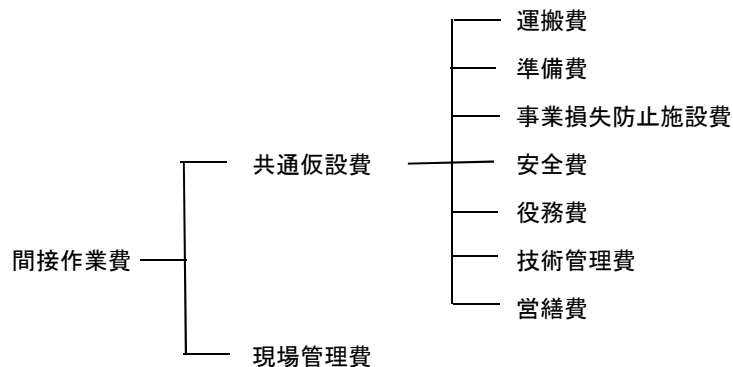 運搬費
準備費
事業損失防止施設費
共通仮設費
安全費
役務費
間接作業費
技術管理費
営繕費
現場管理費